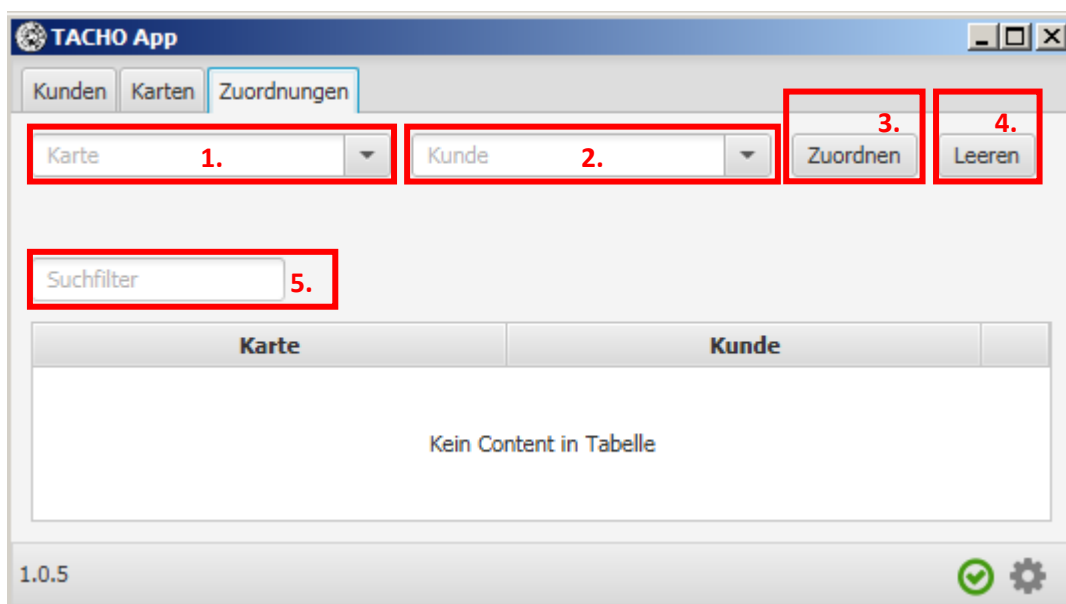 TACHO App
Kunden Karten Zuordnungen
Karte 1. Kunde 2. Zuordnen 3. Leeren 4.
Suchfilter 5.
Karte Kunde
Kein Content in Tabelle
1.0.5